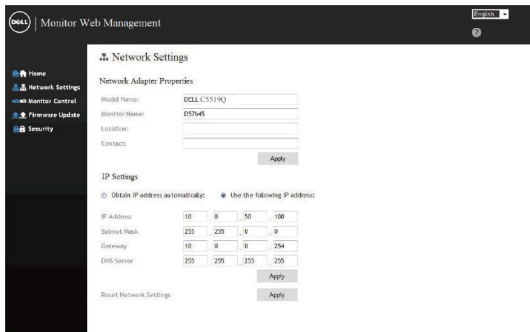 DELL | Monitor Web Management
English
Home
Network Settings
Monitor Control
Firmware Update
Security
Network Settings
Network Adapter Properties
Model Name: DELL C5519Q
Monitor Name: D57645
Location:
Contact:
Apply
IP Settings
Obtain IP address automatically: Use the following IP address:
IP Address 10 . 0 . 50 . 100
Subnet Mask 255 . 255 . 0 . 0
Gateway 10 . 0 . 0 . 254
DNS Server 255 . 255 . 255 . 255
Apply
Reset Network Settings Apply